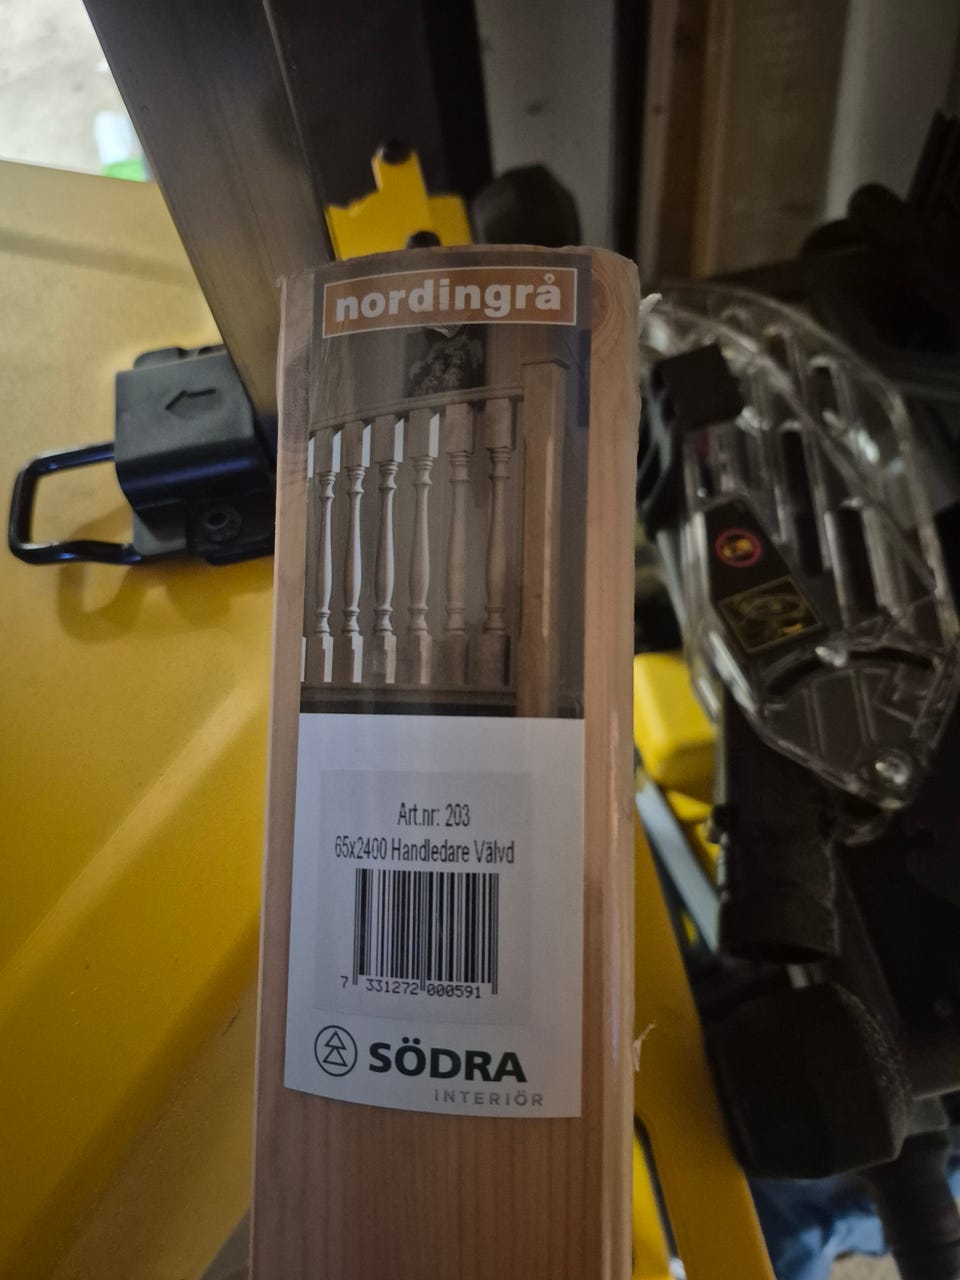 nordingrå
Art.nr: 203
65x2400 Handledare Välvd
7 331272 000591
SÖDRA
INTERIÖR